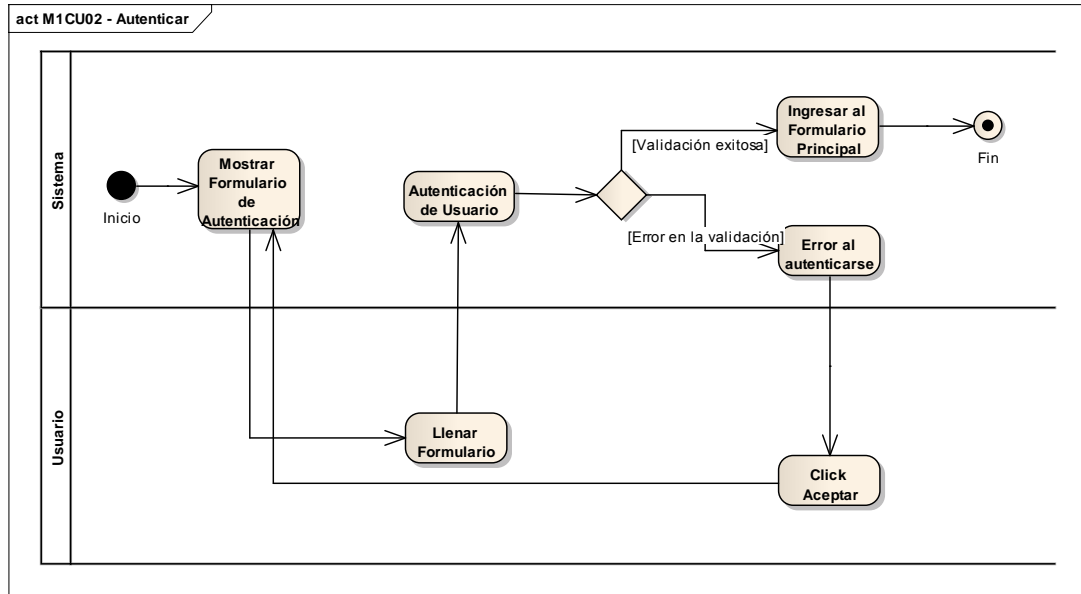 act M1CU02 - Autenticar
Sistema
Inicio
Mostrar
Formulario
de
Autenticación
Autenticación
de Usuario
[Validación exitosa]
[Error en la validación]
Ingresar al
Formulario
Principal
Fin
Error al
autenticarse
Usuario
Llenar
Formulario
Click
Aceptar